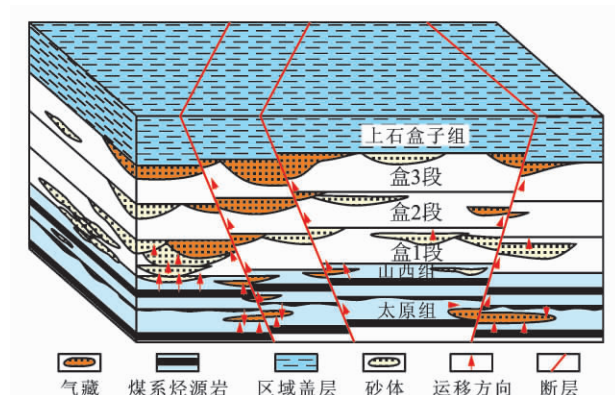 上石盒子组
盒3段
盒2段
盒1段
山西组
太原组
气藏 煤系烃源岩 区域盖层 砂体 运移方向 断层